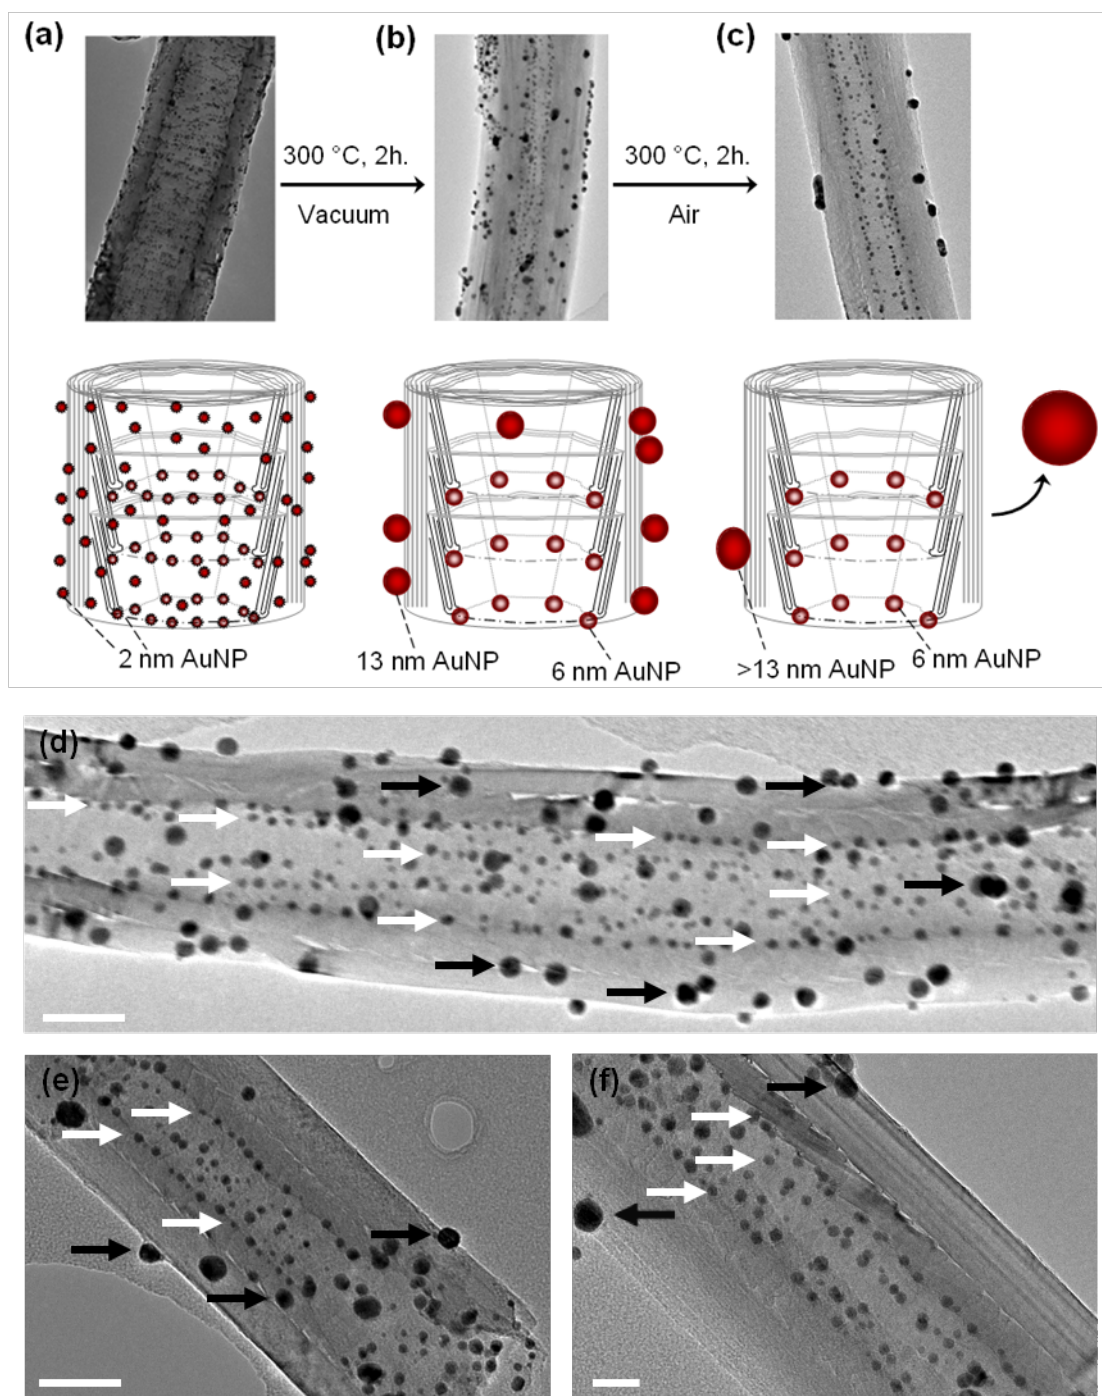 (a)
(b)
(c)
300 °C, 2h.
Vacuum
300 °C, 2h.
Air
2 nm AuNP
13 nm AuNP
6 nm AuNP
>13 nm AuNP
6 nm AuNP
(d)
(e)
(f)